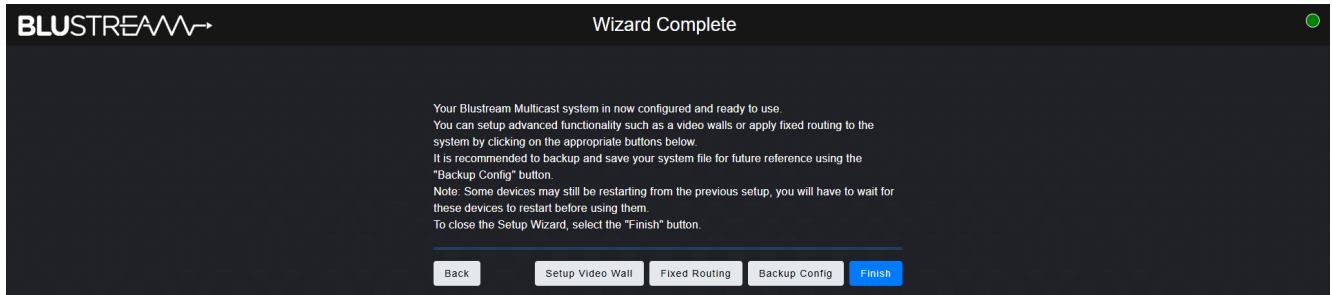 BLUSTREAM
Wizard Complete
Your Blustream Multicast system in now configured and ready to use.
You can setup advanced functionality such as a video walls or apply fixed routing to the
system by clicking on the appropriate buttons below.
It is recommended to backup and save your system file for future reference using the
"Backup Config" button.
Note: Some devices may still be restarting from the previous setup, you will have to wait for
these devices to restart before using them.
To close the Setup Wizard, select the "Finish" button.
Back
Setup Video Wall
Fixed Routing
Backup Config
Finish